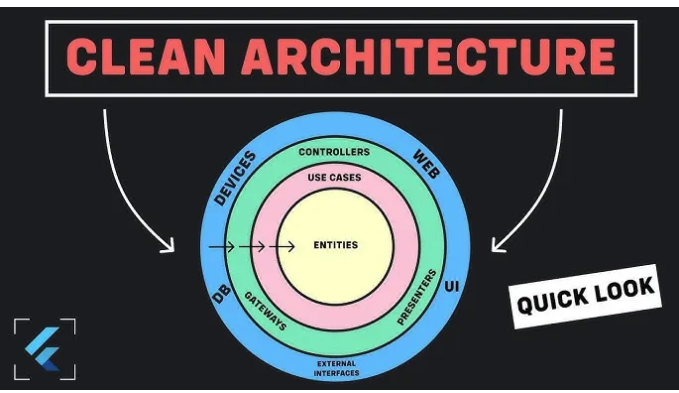 CLEAN ARCHITECTURE
CONTROLLERS
USE CASES
DEVICES
WEB
ENTITIES
DB
GATEWAYS
PRESENTERS
UI
EXTERNAL
INTERFACES
QUICK LOOK